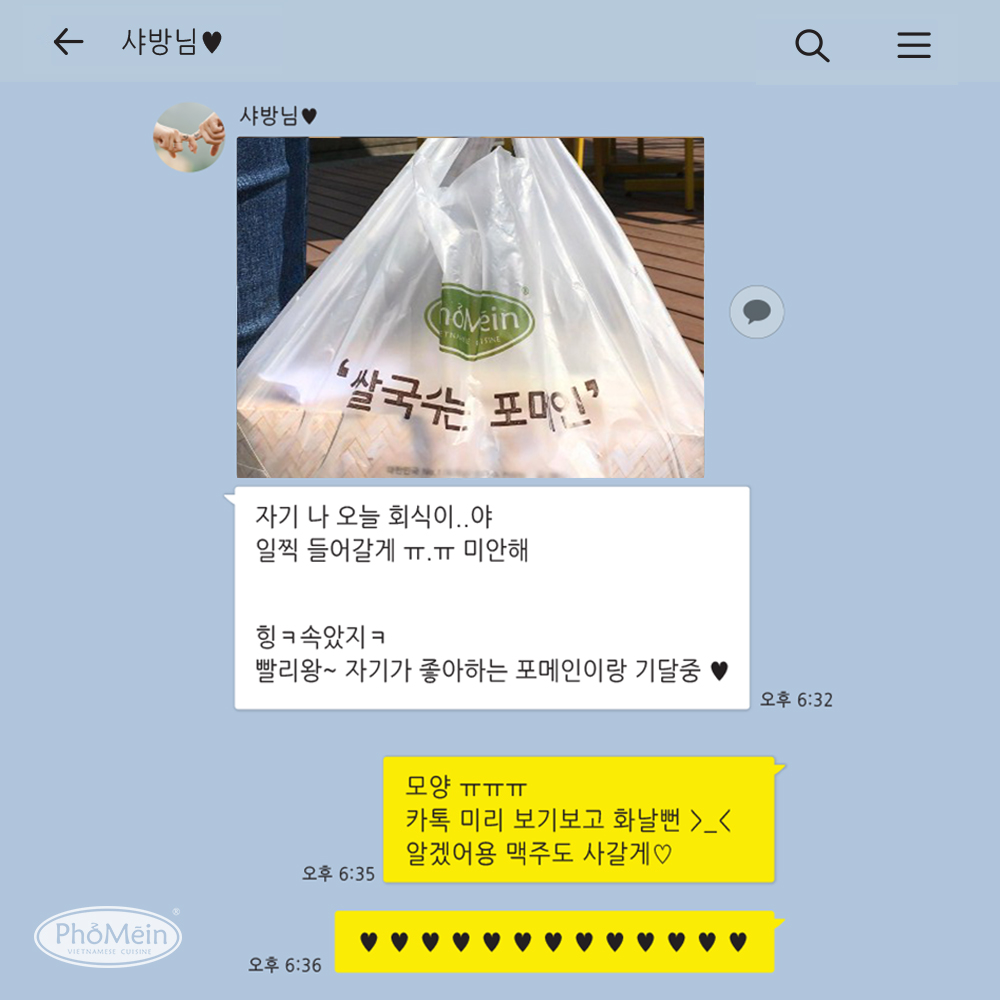 샤방님♥
샤방님♥
PhởMein
VIETNAMESE CUISINE
'쌀국수는 포메인'
자기 나 오늘 회식이..야
일찍 들어갈게 ㅠ.ㅠ 미안해
힝ㅋ속았지ㅋ
빨리왕~ 자기가 좋아하는 포메인이랑 기달중 ♥
오후 6:32
모양 ㅠㅠㅠ
카톡 미리 보기보고 화날뻔 >_<
알겠어용 맥주도 사갈게♡
오후 6:35
♥ ♥ ♥ ♥ ♥ ♥ ♥ ♥ ♥ ♥ ♥ ♥ ♥
오후 6:36
PhởMein®
VIETNAMESE CUISINE